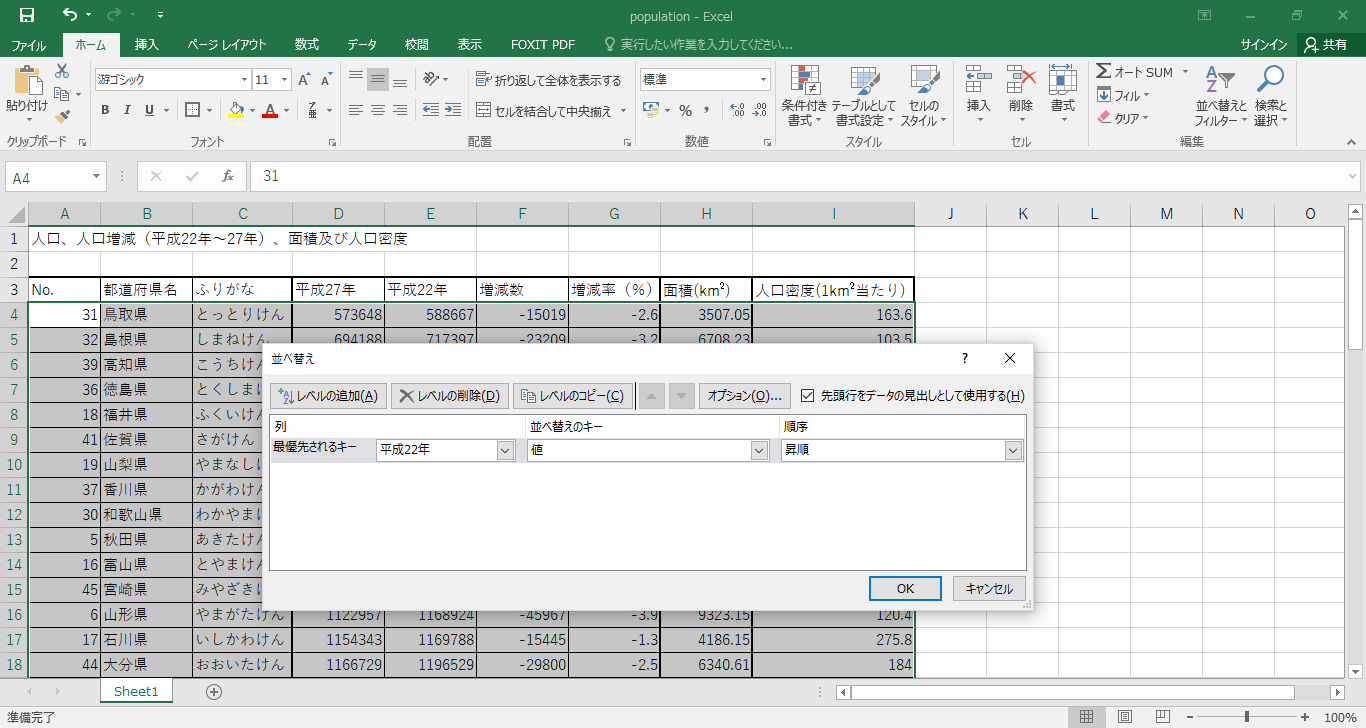 population - Excel
ファイル ホーム 挿入 ページ レイアウト 数式 データ 校閲 表示 FOXIT PDF 実行したい作業を入力してください... サインイン 共有
貼り付け
クリップボード
游ゴシック 11
B I U
フォント
折り返して全体を表示する
セルを結合して中央揃え
配置
標準
% ,
数値
条件付き書式 テーブルとして書式設定 セルのスタイル
スタイル
挿入 削除 書式
セル
Σ オート SUM
フィル
クリア
並べ替えとフィルター 検索と選択
編集
A4 fx 31
A B C D E F G H I J K L M N O
1 人口、人口増減（平成22年～27年）、面積及び人口密度
2
3 No. 都道府県名 ふりがな 平成27年 平成22年 増減数 増減率（%） 面積(km²) 人口密度(1km²当たり)
4 31 鳥取県 とっとりけん 573648 588667 -15019 -2.6 3507.05 163.6
5 32 島根県 しまねけん 694188 717397 -23209 -3.2 6708.23 103.5
6 39 高知県 こうちけん
7 36 徳島県 とくしまけ
8 18 福井県 ふくいけん
9 41 佐賀県 さがけん
10 19 山梨県 やまなしけ
11 37 香川県 かがわけん
12 30 和歌山県 わかやまけ
13 5 秋田県 あきたけん
14 16 富山県 とやまけん
15 45 宮崎県 みやざきけ
16 6 山形県 やまがたけん 1122957 1168924 -45967 -3.9 9323.15 120.4
17 17 石川県 いしかわけん 1154343 1169788 -15445 -1.3 4186.15 275.8
18 44 大分県 おおいたけん 1166729 1196529 -29800 -2.5 6340.61 184
並べ替え ?
レベルの追加(A) レベルの削除(D) レベルのコピー(C) オプション(O)... 先頭行をデータの見出しとして使用する(H)
列 並べ替えのキー 順序
最優先されるキー 平成22年 値 昇順
OK キャンセル
Sheet1
準備完了 100%